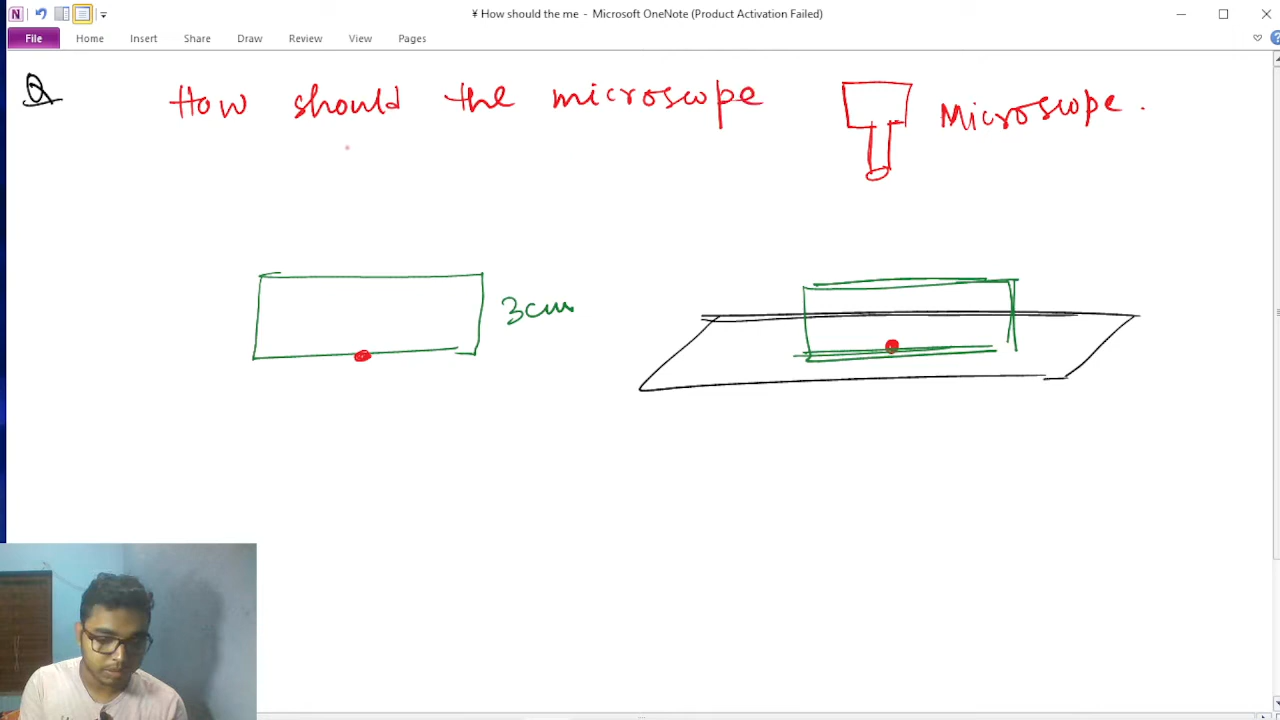 ¥ How should the me - Microsoft OneNote (Product Activation Failed)
File Home Insert Share Draw Review View Pages
Q How should the microscope
Microscope.
3cm